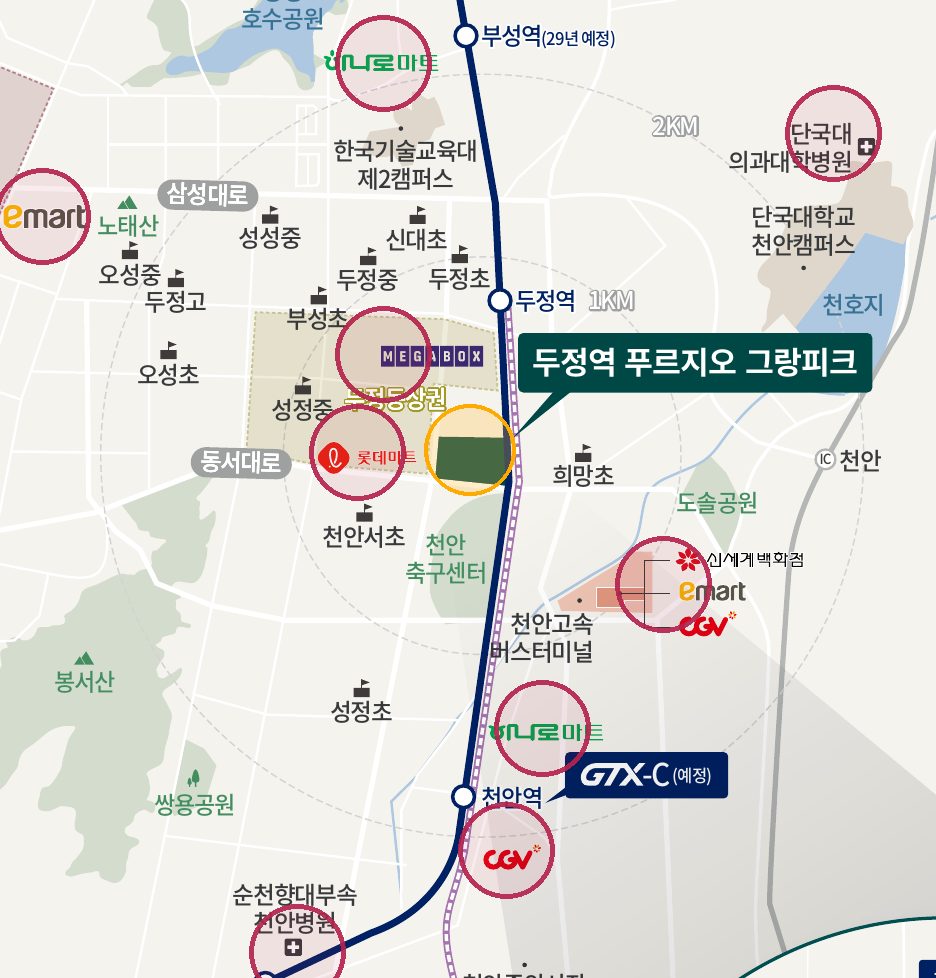 호수공원
부성역(29년 예정)
하나로마트
2KM
단국대
의과대학병원
한국기술교육대
제2캠퍼스
삼성대로
emart
노태산
성성중
신대초
단국대학교
천안캠퍼스
오성중
두정고
두정중
두정초
부성초
두정역
1KM
천호지
MEGABOX
두정역 푸르지오 그랑피크
오성초
성정중
두정동상권
동서대로
롯데마트
희망초
IC 천안
도솔공원
천안서초
천안
축구센터
신세계백화점
emart
CGV
천안고속
버스터미널
봉서산
성정초
하나로마트
GTX-C (예정)
천안역
쌍용공원
CGV
순천향대부속
천안병원